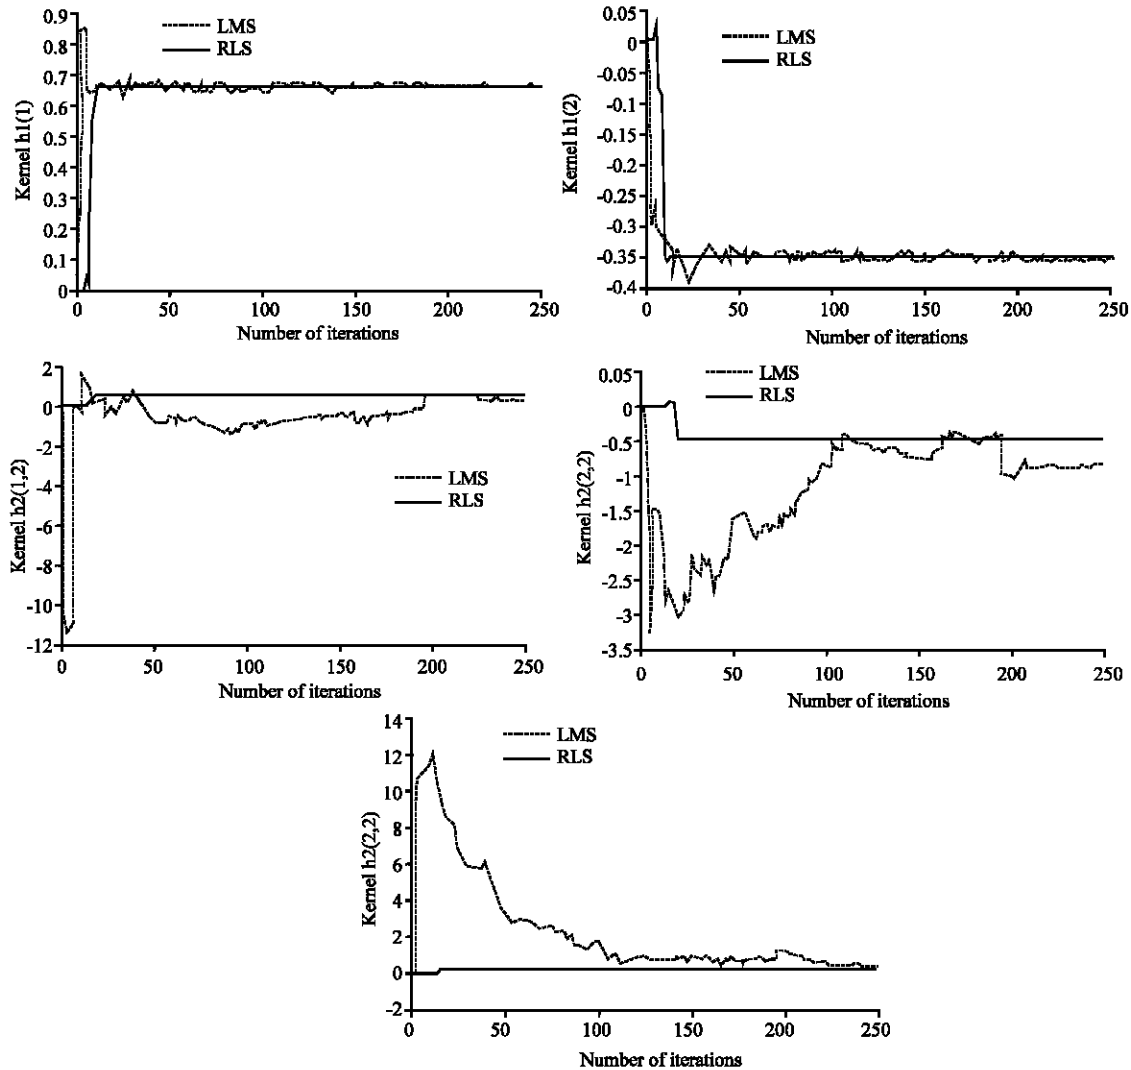 0.9
0.8
0.7
0.6
0.5
0.4
0.3
0.2
0.1
0
Kernel h1(1)
LMS
RLS
0 50 100 150 200 250
Number of iterctions
0.05
0
0.05
-0.1
-0.15
-0.2
-0.25
-0.3
-0.35
-0.4
Kernel h1(2)
LMS
RLS
0 50 100 150 200 250
Number of iterctions
2
0
-2
-4
-6
-8
-10
-12
Kernel h2(1,2)
LMS
RLS
0 50 100 150 200 250
Number of iterctions
0.05
0
-0.5
-1
-1.5
-2
-2.5
-3
-3.5
Kernel h2(2,2)
LMS
RLS
0 50 100 150 200 250
Number of iterctions
14
12
10
8
6
4
2
0
-2
Kernel h2(2,2)
LMS
RLS
0 50 100 150 200 250
Number of iterctions